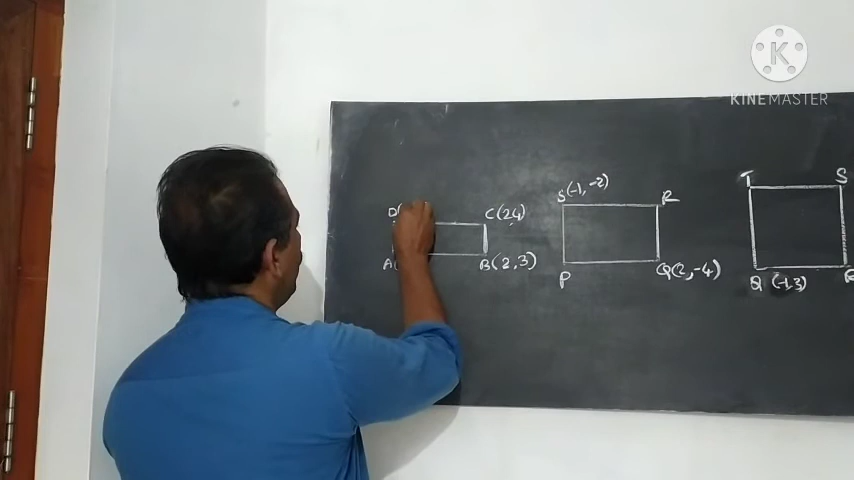 KINEMASTER
D(
C(2,4)
A(
B(2,3)
S(-1,-2)
R
P
Q(2,-4)
T
S
Q (-1,3)
R